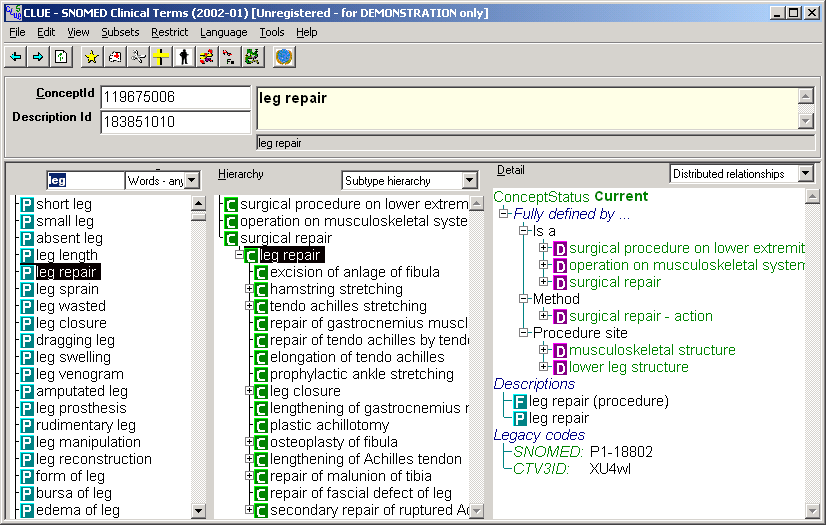 CLUE - SNOMED Clinical Terms (2002-01) [Unregistered - for DEMONSTRATION only]
File Edit View Subsets Restrict Language Tools Help
ConceptId 119675006
leg repair
Description Id 183851010
leg repair
leg
Words - any
Hierarchy
Subtype hierarchy
Detail
Distributed relationships
short leg
small leg
absent leg
leg length
leg repair
leg sprain
leg wasted
leg closure
dragging leg
leg swelling
leg venogram
amputated leg
leg prosthesis
rudimentary leg
leg manipulation
leg reconstruction
form of leg
bursa of leg
edema of leg
surgical procedure on lower extrem
operation on musculoskeletal syste
surgical repair
leg repair
excision of anlage of fibula
hamstring stretching
tendo achilles stretching
repair of gastrocnemius muscl
repair of tendo achilles by tend
elongation of tendo achilles
prophylactic ankle stretching
leg closure
lengthening of gastrocnemius
plastic achillotomy
osteoplasty of fibula
lengthening of Achilles tendon
repair of malunion of tibia
repair of fascial defect of leg
secondary repair of ruptured
ConceptStatus Current
Fully defined by ...
Is a
surgical procedure on lower extremit
operation on musculoskeletal system
surgical repair
Method
surgical repair - action
Procedure site
musculoskeletal structure
lower leg structure
Descriptions
leg repair (procedure)
leg repair
Legacy codes
SNOMED: P1-18802
CTV3ID: XU4wl